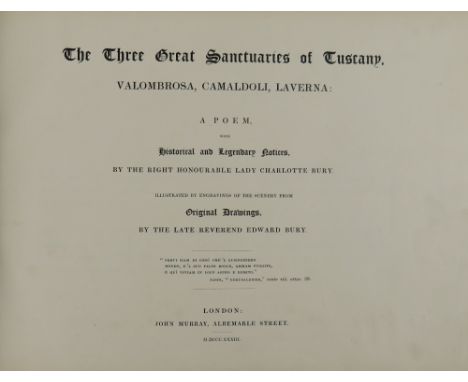 The Three Great Sanctuaries of Tuscany,
VALOMBROSA, CAMALDOLI, LAVERNA:
A POEM,
WITH
Historical and Legendary Notices,
BY THE RIGHT HONOURABLE LADY CHARLOTTE BURY.
ILLUSTRATED BY ENGRAVINGS OF THE SCENERY FROM
Original Drawings,
BY THE LATE REVEREND EDWARD BURY.
LONDON:
JOHN MURRAY, ALBEMARLE STREET.
M.DCCC.XXXIII.